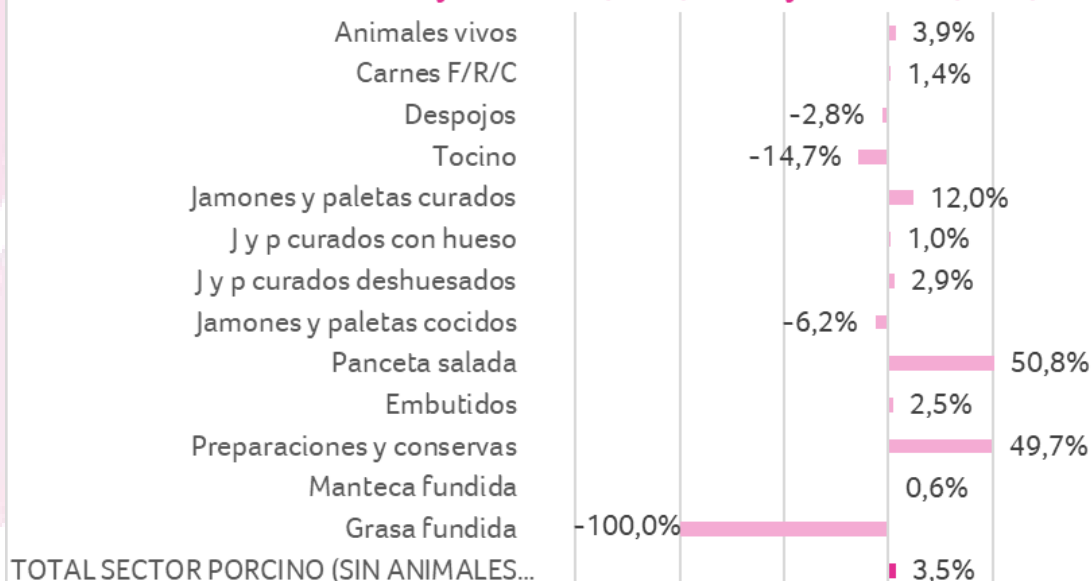 Animales vivos 3,9%
Carnes F/R/C 1,4%
Despojos -2,8%
Tocino -14,7%
Jamones y paletas curados 12,0%
J y p curados con hueso 1,0%
J y p curados deshuesados 2,9%
Jamones y paletas cocidos -6,2%
Panceta salada 50,8%
Embutidos 2,5%
Preparaciones y conservas 49,7%
Manteca fundida 0,6%
Grasa fundida -100,0%
TOTAL SECTOR PORCINO (SIN ANIMALES... 3,5%